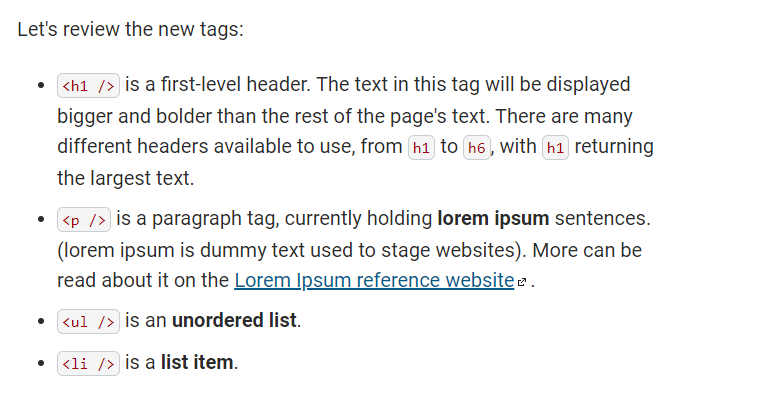 Let's review the new tags:
<h1 /> is a first-level header. The text in this tag will be displayed
bigger and bolder than the rest of the page's text. There are many
different headers available to use, from h1 to h6, with h1 returning
the largest text.
<p /> is a paragraph tag, currently holding lorem ipsum sentences.
(lorem ipsum is dummy text used to stage websites). More can be
read about it on the Lorem Ipsum reference website .
<ul /> is an unordered list.
<li /> is a list item.